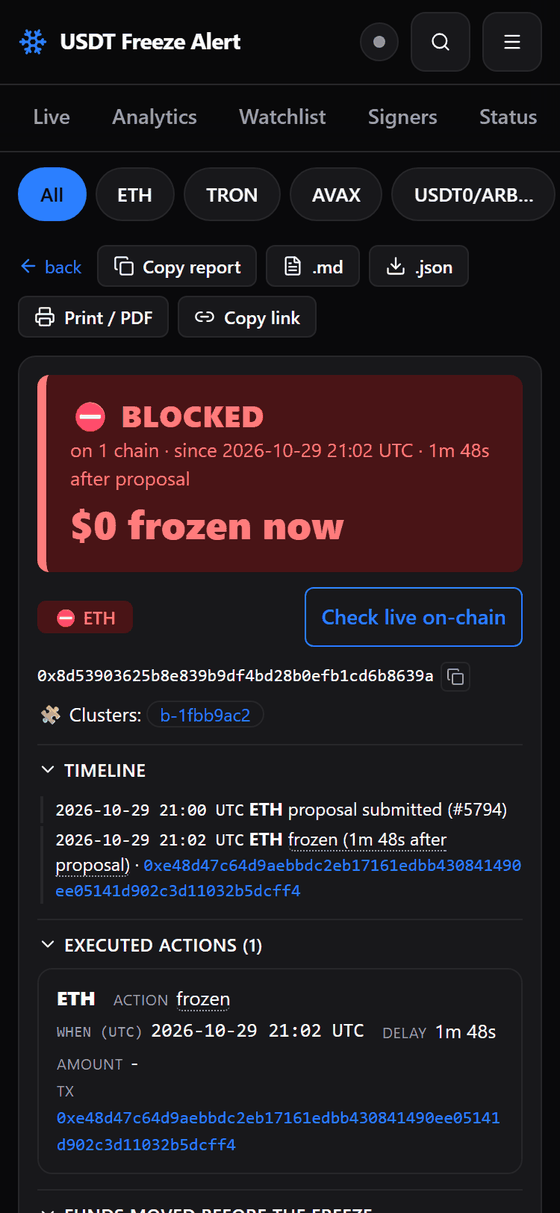 USDT Freeze Alert
Live Analytics Watchlist Signers Status
All ETH TRON AVAX USDT0/ARB...
back Copy report .md .json
Print / PDF Copy link
BLOCKED
on 1 chain · since 2026-10-29 21:02 UTC · 1m 48s
after proposal
$0 frozen now
ETH Check live on-chain
0x8d53903625b8e839b9df4bd28b0efb1cd6b8639a
Clusters: b-1fbb9ac2
TIMELINE
2026-10-29 21:00 UTC ETH proposal submitted (#5794)
2026-10-29 21:02 UTC ETH frozen (1m 48s after
proposal) · 0xe48d47c64d9aebbdc2eb17161edbb430841490
ee05141d902c3d11032b5dcff4
EXECUTED ACTIONS (1)
ETH ACTION frozen
WHEN (UTC) 2026-10-29 21:02 UTC DELAY 1m 48s
AMOUNT -
TX
0xe48d47c64d9aebbdc2eb17161edbb430841490ee05141
d902c3d11032b5dcff4
FUNDS MOVED BEFORE THE FREEZE